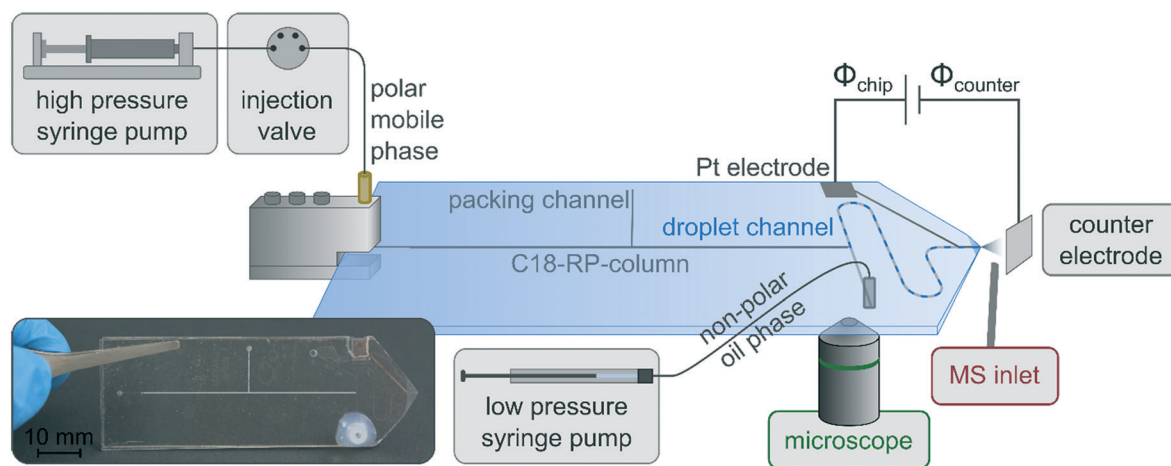 high pressure
syringe pump
injection
valve
polar
mobile
phase
Φchip
Φcounter
Pt electrode
packing channel
droplet channel
counter
electrode
C18-RP-column
non-polar
oil phase
MS inlet
low pressure
syringe pump
microscope
10 mm